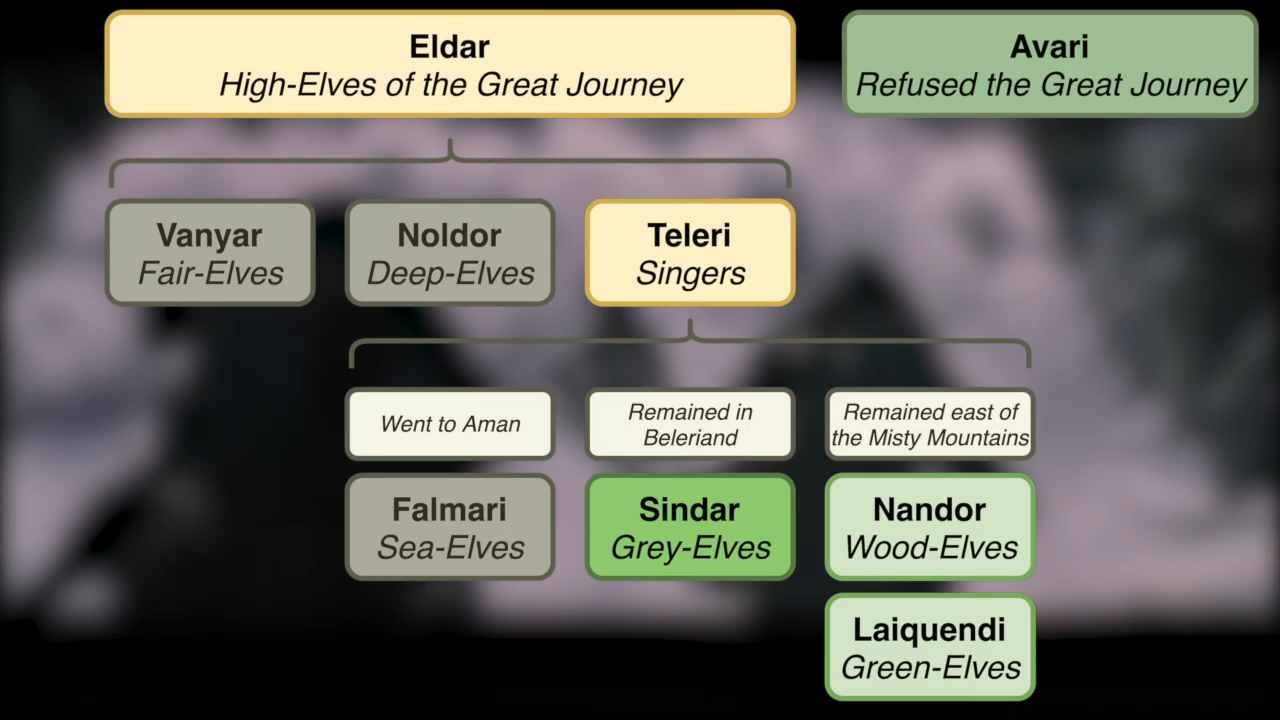 Eldar
High-Elves of the Great Journey
Avari
Refused the Great Journey
Vanyar
Fair-Elves
Noldor
Deep-Elves
Teleri
Singers
Went to Aman
Remained in
Beleriand
Remained east of
the Misty Mountains
Falmari
Sea-Elves
Sindar
Grey-Elves
Nandor
Wood-Elves
Laiquendi
Green-Elves